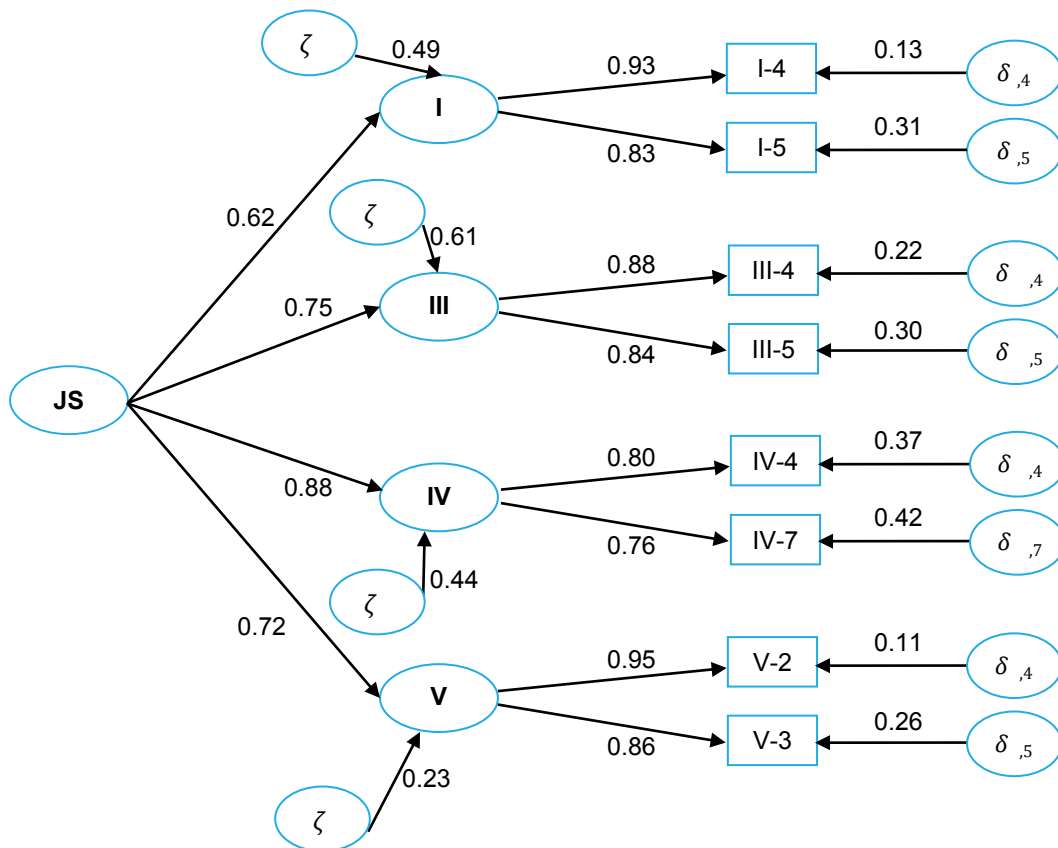 ζ
0.49
I
0.93
I-4
0.13
δ ,4
0.83
I-5
0.31
δ ,5
0.62
ζ
0.61
III
0.88
III-4
0.22
δ ,4
0.75
0.84
III-5
0.30
δ ,5
JS
0.88
IV
0.80
IV-4
0.37
δ ,4
0.76
IV-7
0.42
δ ,7
ζ
0.44
0.72
V
0.95
V-2
0.11
δ ,4
0.86
V-3
0.26
δ ,5
ζ
0.23